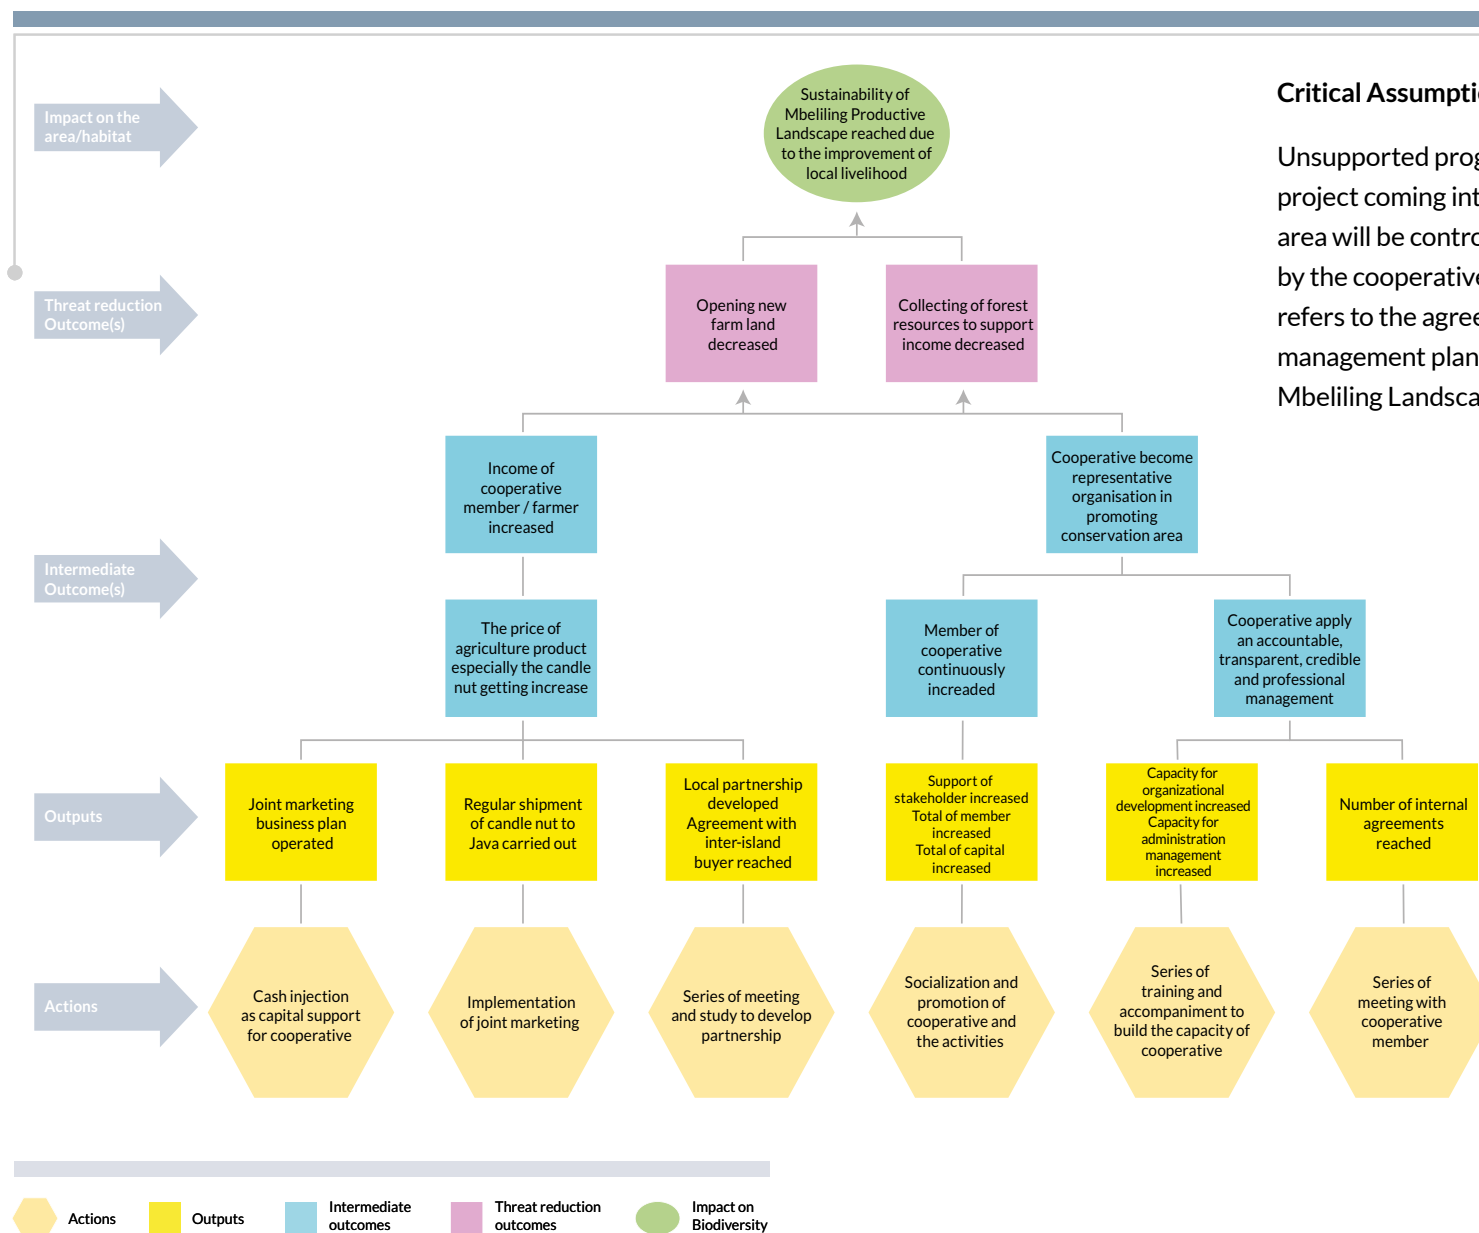 Impact on the
area/habitat
Sustainability of
Mbeliling Productive
Landscape reached due
to the improvement of
local livelihood
Critical Assumpti
Unsupported prog
project coming int
area will be contro
by the cooperative
refers to the agree
management plan
Mbeliling Landsca
Threat reduction
Outcome(s)
Opening new
farm land
decreased
Collecting of forest
resources to support
income decreased
Intermediate
Outcome(s)
Income of
cooperative
member / farmer
increased
Cooperative become
representative
organisation in
promoting
conservation area
The price of
agriculture product
especially the candle
nut getting increase
Member of
cooperative
continuously
increaded
Cooperative apply
an accountable,
transparent, credible
and professional
management
Outputs
Joint marketing
business plan
operated
Regular shipment
of candle nut to
Java carried out
Local partnership
developed
Agreement with
inter-island
buyer reached
Support of
stakeholder increased
Total of member
increased
Total of capital
increased
Capacity for
organizational
development increased
Capacity for
administration
management
increased
Number of internal
agreements
reached
Actions
Cash injection
as capital support
for cooperative
Implementation
of joint marketing
Series of meeting
and study to develop
partnership
Socialization and
promotion of
cooperative and
the activities
Series of
training and
accompaniment to
build the capacity of
cooperative
Series of
meeting with
cooperative
member
Actions
Outputs
Intermediate
outcomes
Threat reduction
outcomes
Impact on
Biodiversity